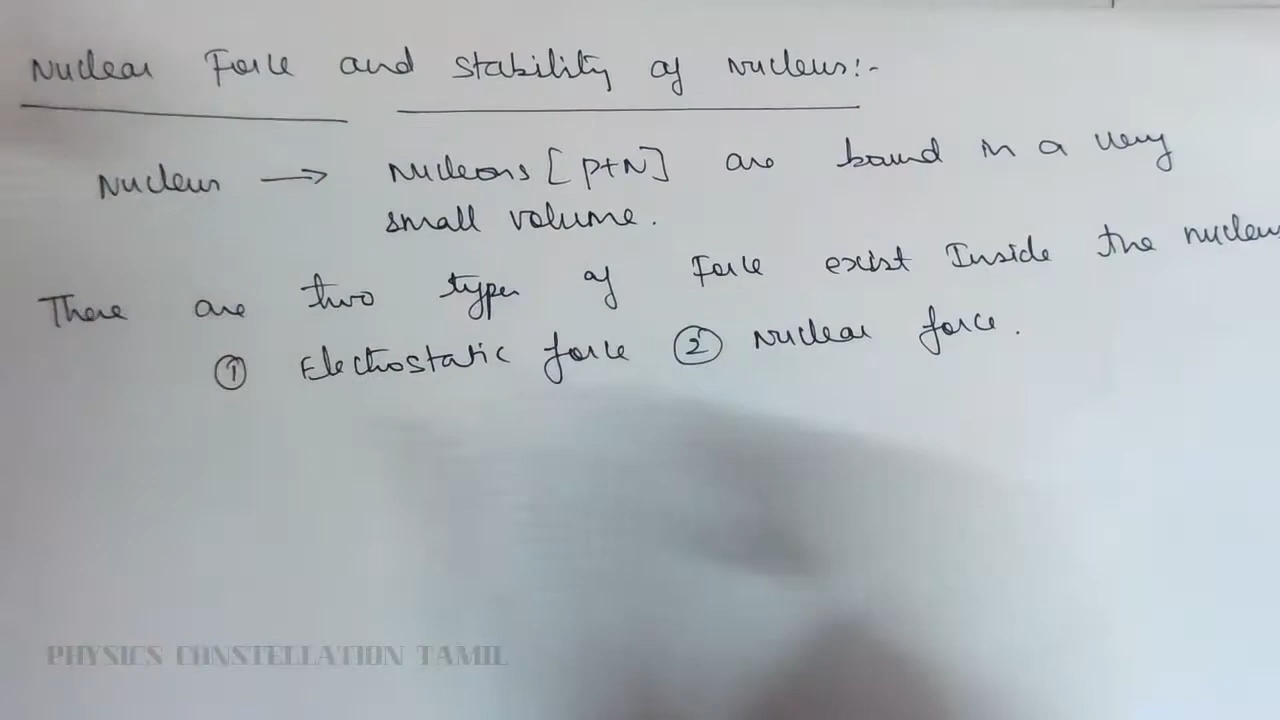 Nuclear Force and stability of nucleus:-
Nucleus → Nucleons [P+N] are bound in a very
small volume.
There are two types of Force exist Inside the nucleus
① Electrostatic force ② Nuclear force.
PHYSICS CONSTELLATION TAMIL